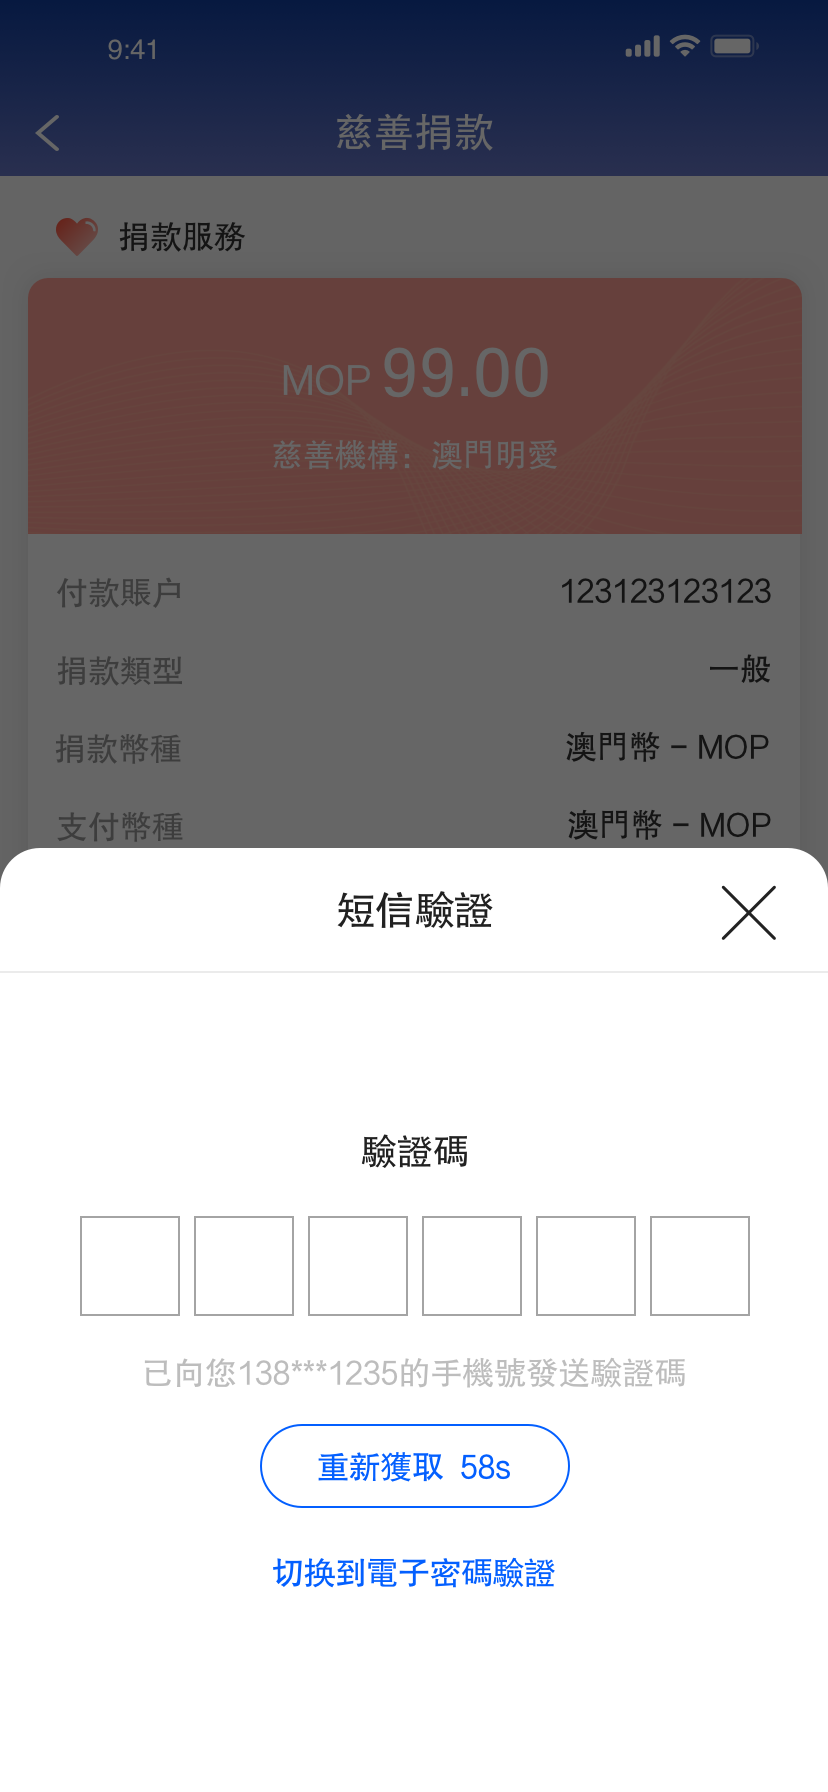 9:41
慈善捐款
捐款服務
MOP 99.00
慈善機構：澳門明愛
付款賬户 123123123123
捐款類型 一般
捐款幣種 澳門幣 – MOP
支付幣種 澳門幣 – MOP
短信驗證
驗證碼
已向您138***1235的手機號發送驗證碼
重新獲取 58s
切换到電子密碼驗證